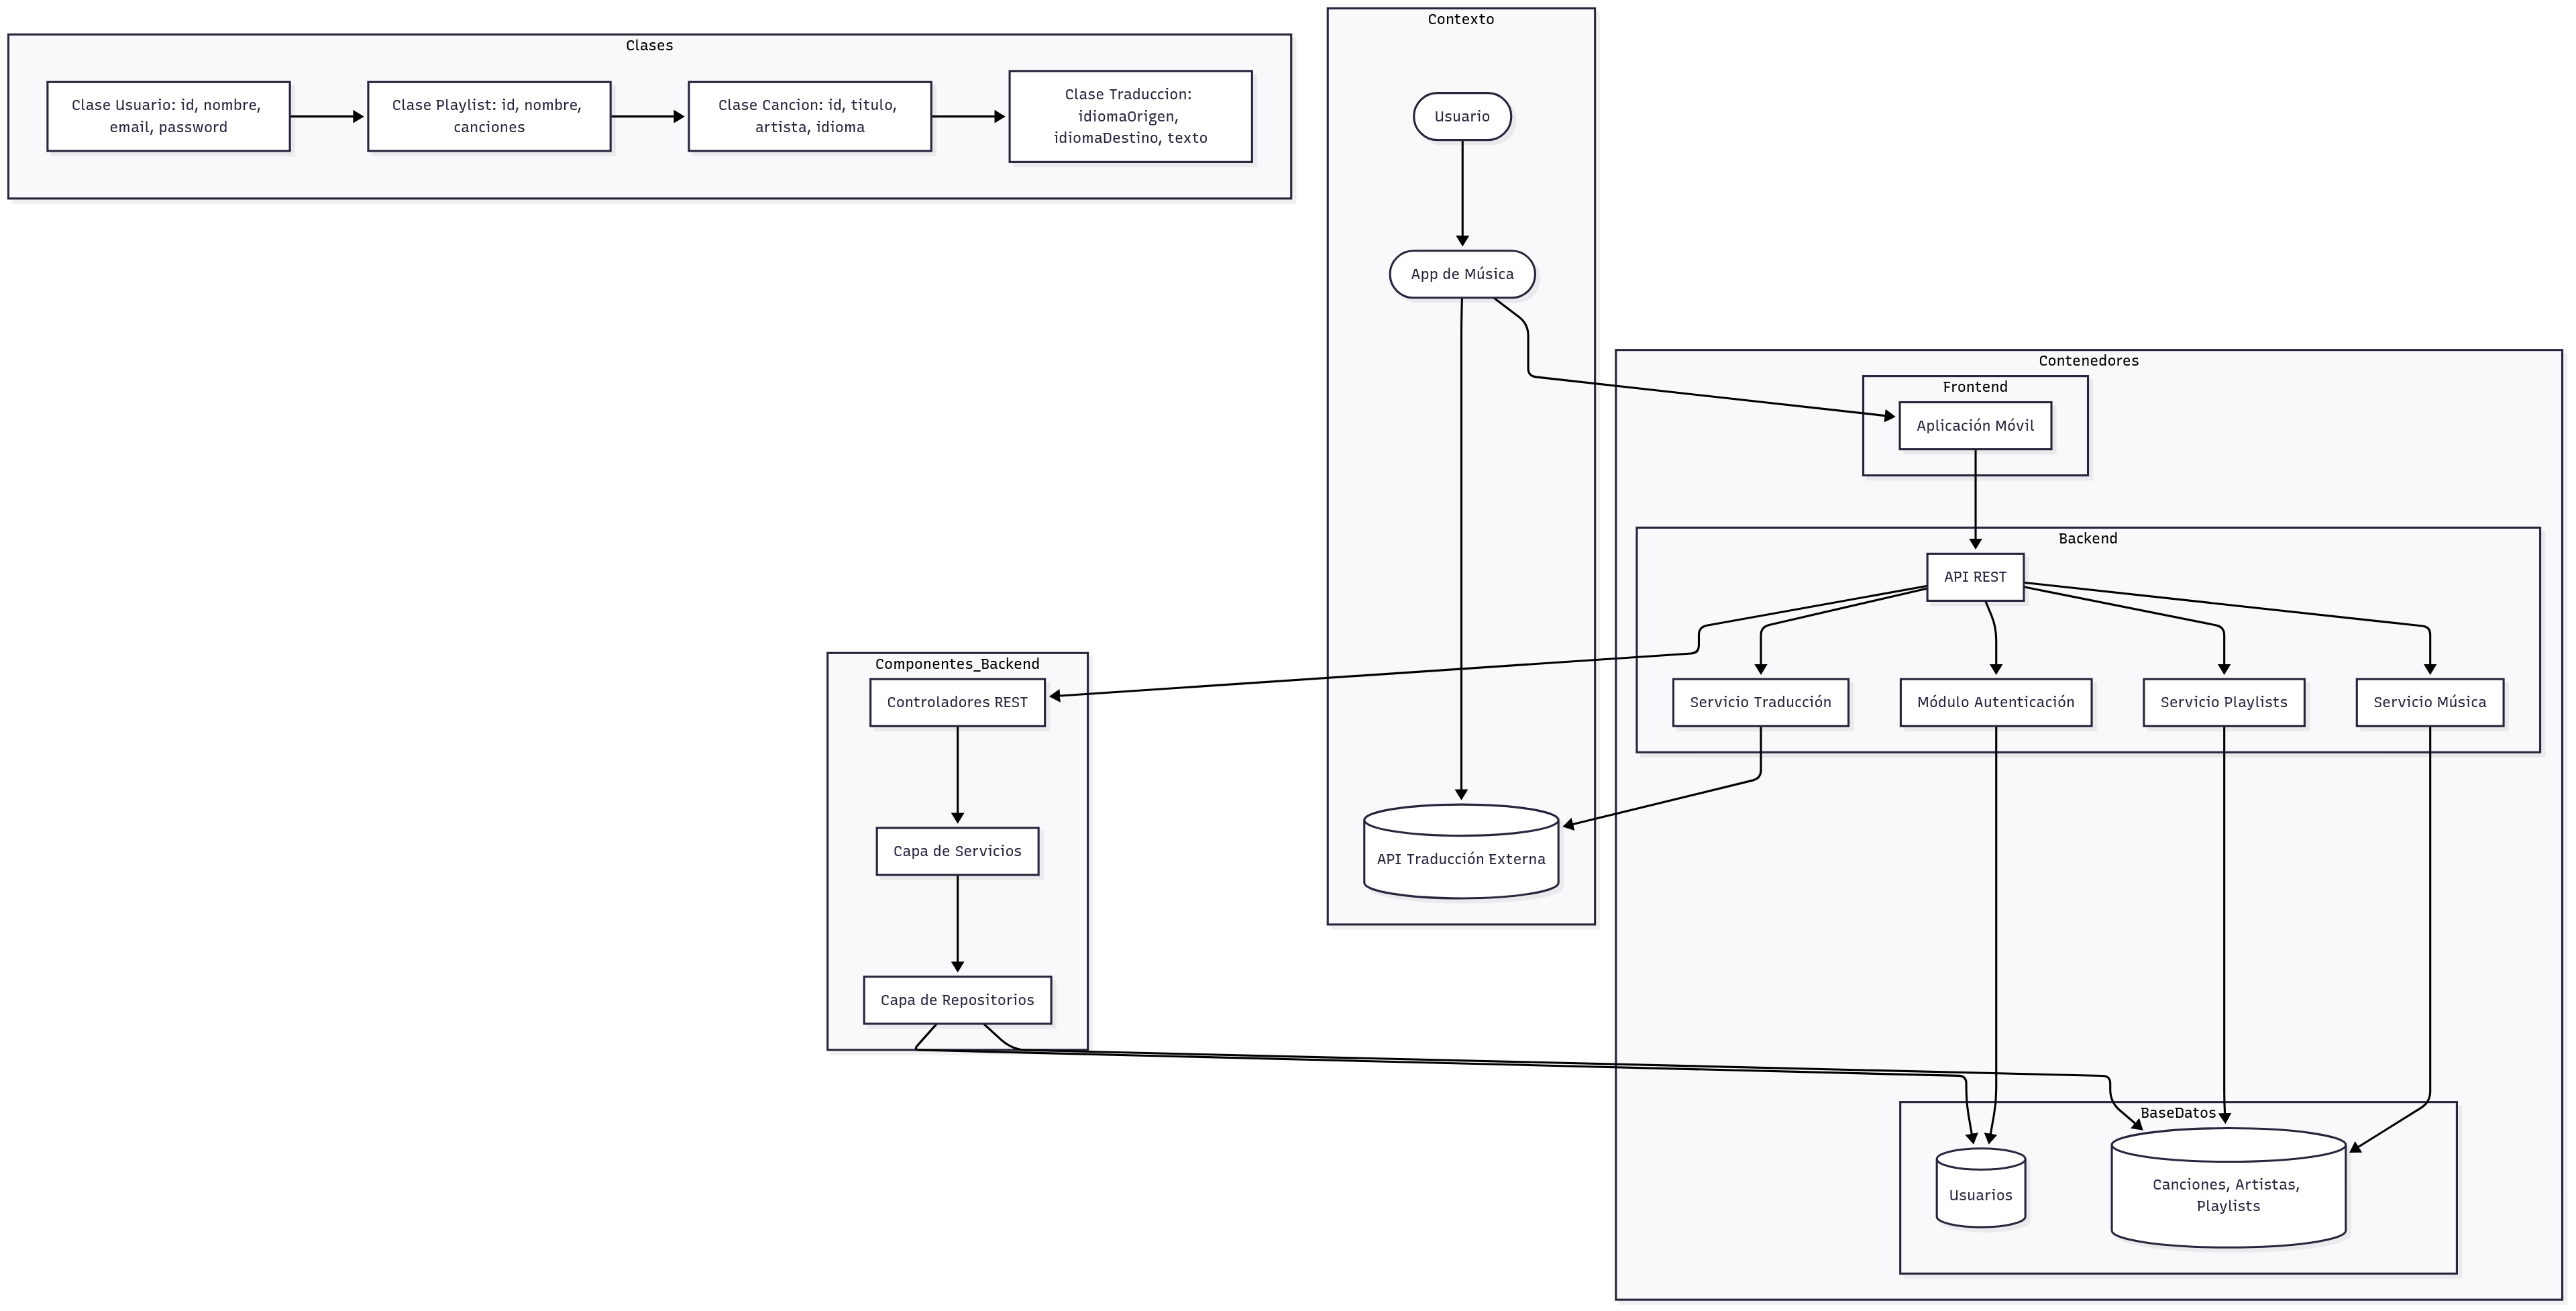 Clases
Clase Usuario: id, nombre,
email, password
Clase Playlist: id, nombre,
canciones
Clase Cancion: id, titulo,
artista, idioma
Clase Traduccion:
idiomaOrigen,
idiomaDestino, texto
Contexto
Usuario
App de Música
API Traducción Externa
Contenedores
Frontend
Aplicación Móvil
Backend
API REST
Servicio Traducción
Módulo Autenticación
Servicio Playlists
Servicio Música
Componentes_Backend
Controladores REST
Capa de Servicios
Capa de Repositorios
BaseDatos
Usuarios
Canciones, Artistas,
Playlists